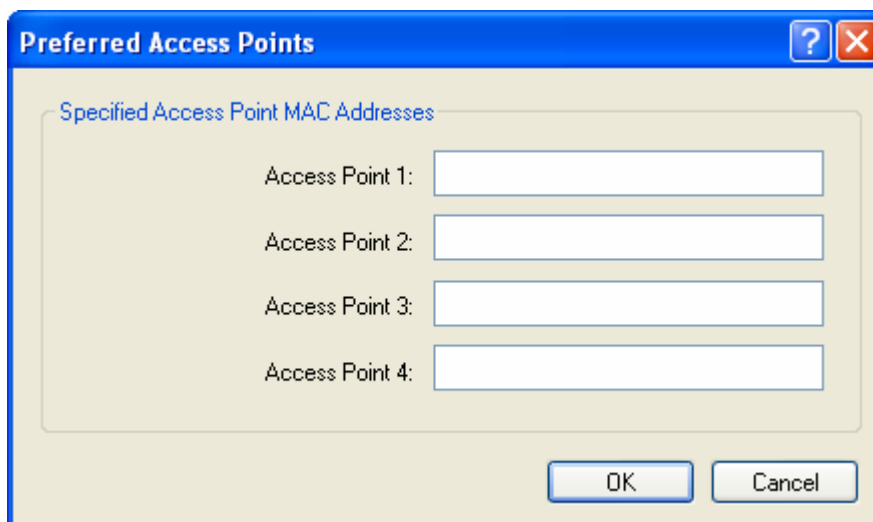 Preferred Access Points
Specified Access Point MAC Addresses
Access Point 1:
Access Point 2:
Access Point 3:
Access Point 4:
OK
Cancel